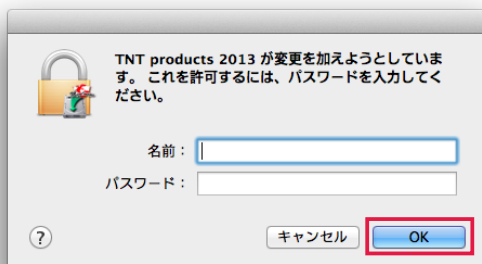 TNT products 2013 が変更を加えようとしていま
す。 これを許可するには、パスワードを入力してく
ださい。
名前：
パスワード：
?
キャンセル
OK